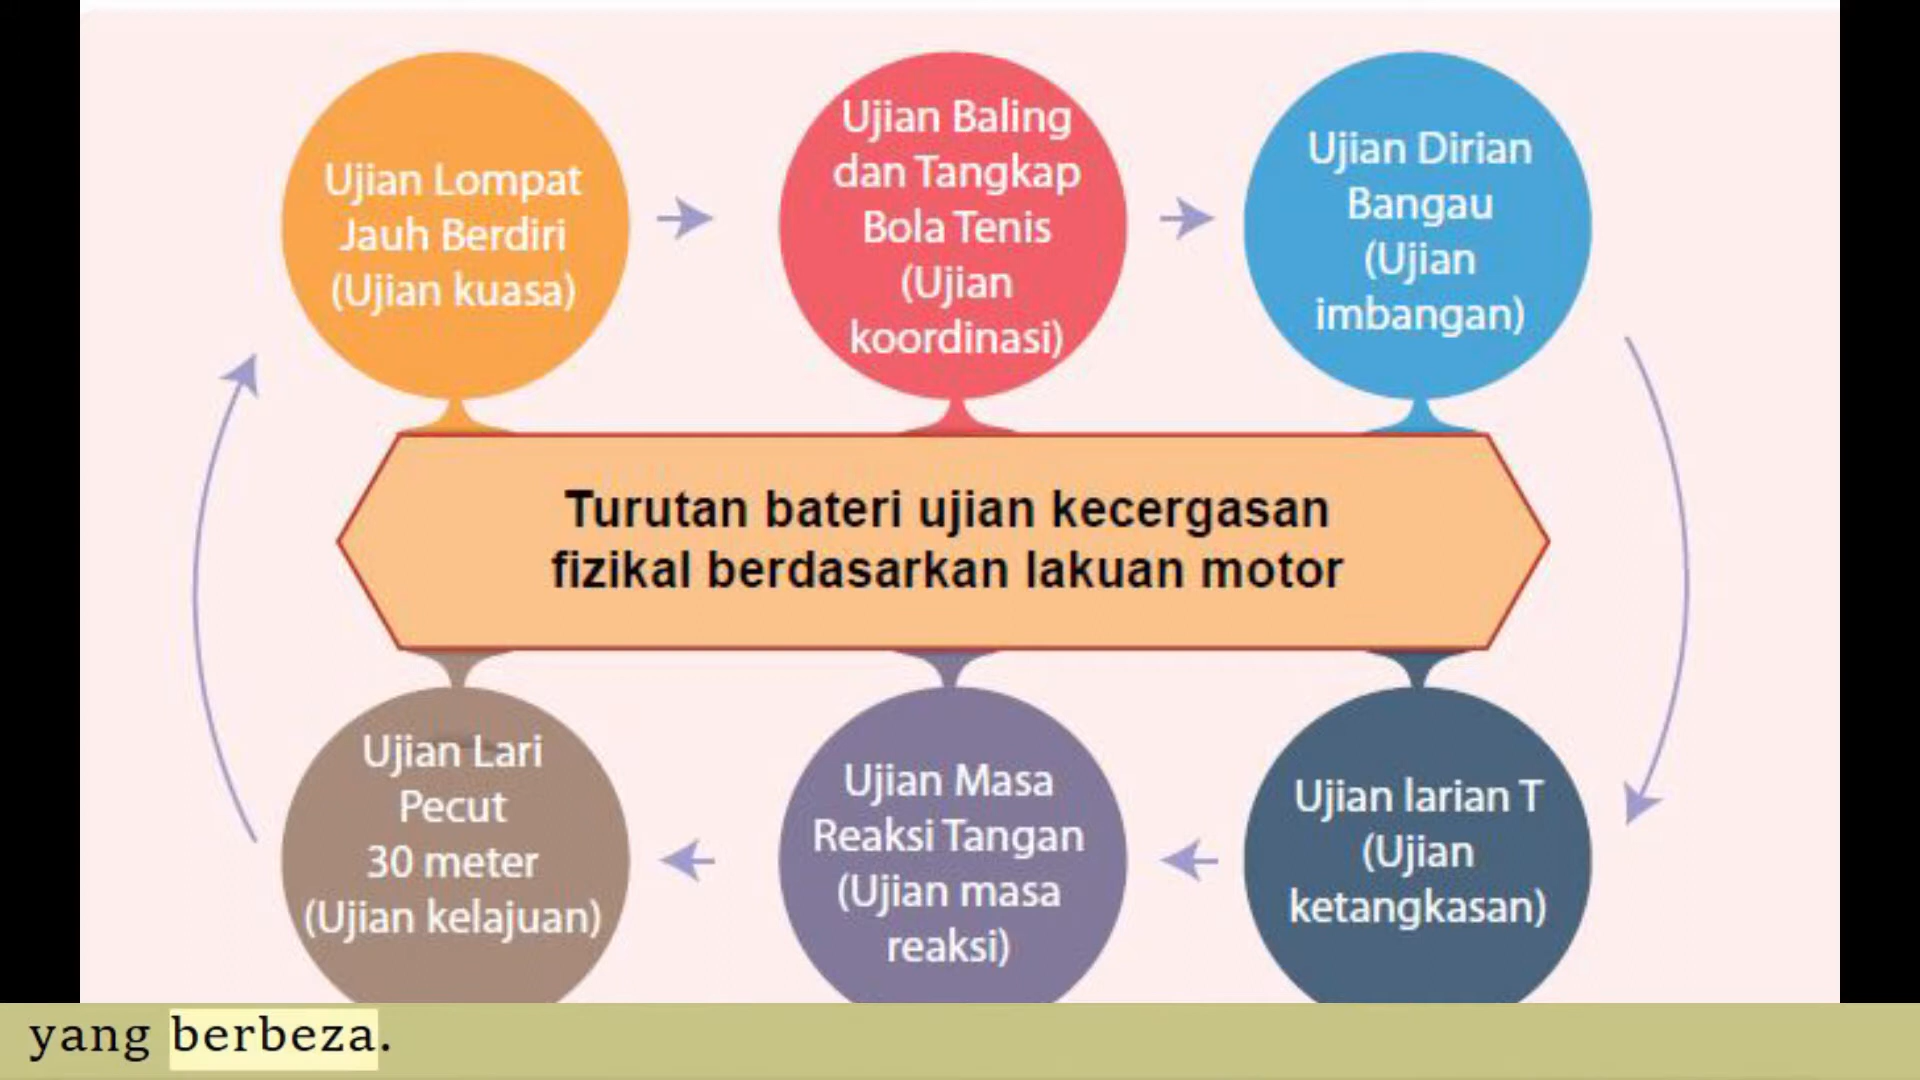 Ujian Lompat
Jauh Berdiri
(Ujian kuasa)
Ujian Baling
dan Tangkap
Bola Tenis
(Ujian
koordinasi)
Ujian Dirian
Bangau
(Ujian
imbangan)
Turutan bateri ujian kecergasan
fizikal berdasarkan lakuan motor
Ujian Lari
Pecut
30 meter
(Ujian kelajuan)
Ujian Masa
Reaksi Tangan
(Ujian masa
reaksi)
Ujian larian T
(Ujian
ketangkasan)
yang berbeza.